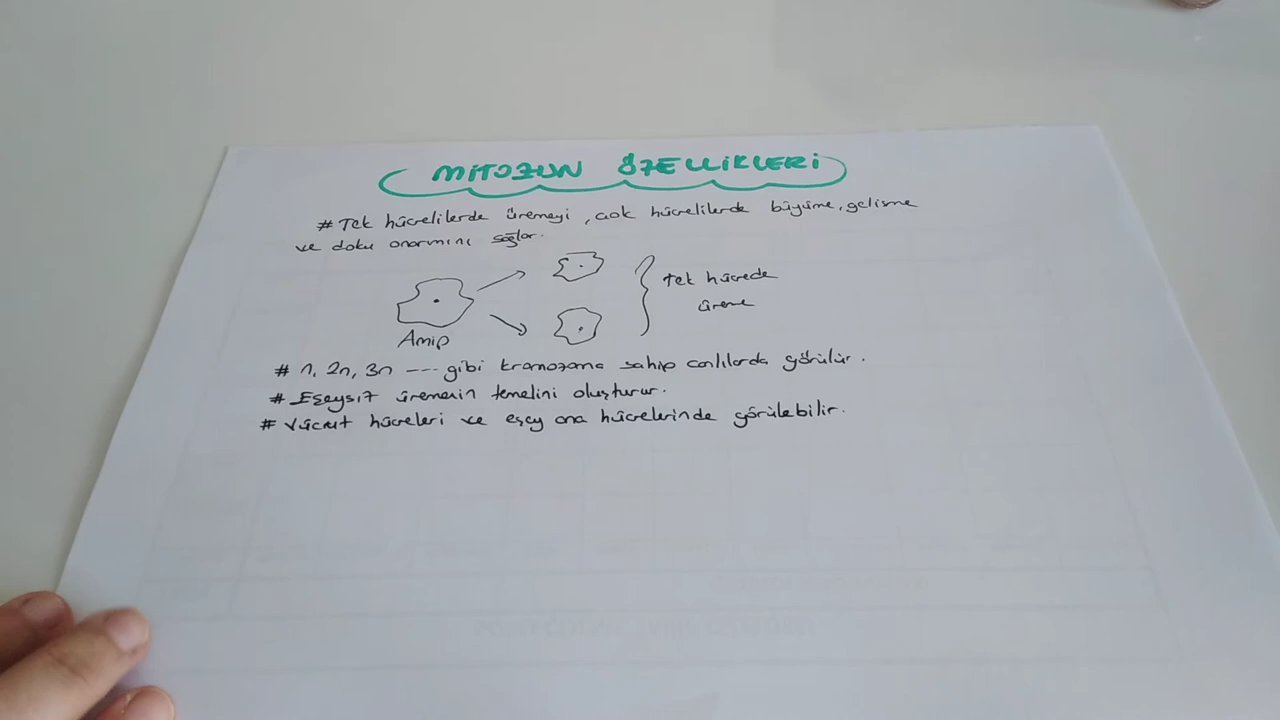 MİTOZUN ÖZELLİKLERİ
# Tek hücrelilerde üremeyi, çok hücrelilerde büyüme, gelişme
ve doku onarımını sağlar.
Tek hücrede
üreme
Amip
# n, 2n, 3n --- gibi kromozoma sahip canlılarda görülür.
# Eşeysiz üremenin temelini oluşturur.
# Vücut hücreleri ve eşey ana hücrelerinde görülebilir.